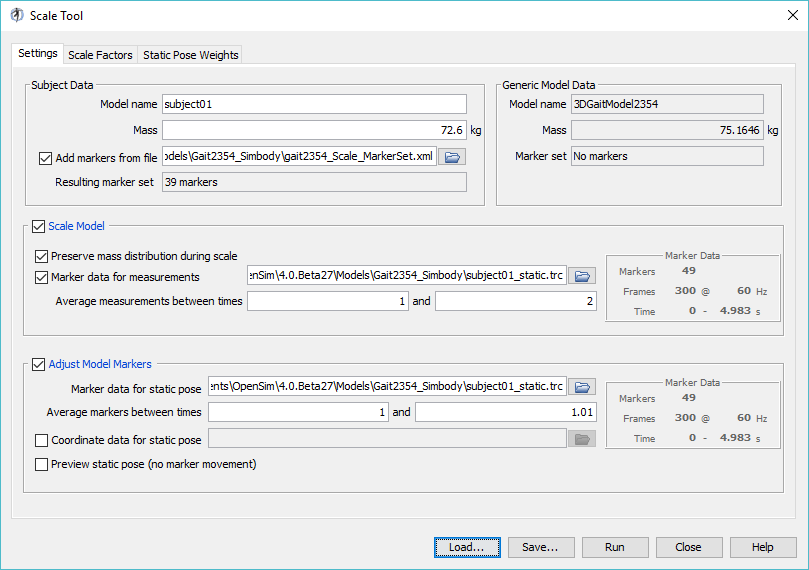 Scale Tool
Settings Scale Factors Static Pose Weights
Subject Data
Model name subject01
Mass 72.6 kg
Add markers from file odels\Gait2354_Simbody\gait2354_Scale_MarkerSet.xml
Resulting marker set 39 markers
Generic Model Data
Model name 3DGaitModel2354
Mass 75.1646 kg
Marker set No markers
Scale Model
Preserve mass distribution during scale
Marker data for measurements enSim\4.0.Beta27\Models\Gait2354_Simbody\subject01_static.trc
Average measurements between times 1 and 2
Marker Data
Markers 49
Frames 300 @ 60 Hz
Time 0 - 4.983 s
Adjust Model Markers
Marker data for static pose ents\OpenSim\4.0.Beta27\Models\Gait2354_Simbody\subject01_static.trc
Average markers between times 1 and 1.01
Coordinate data for static pose
Preview static pose (no marker movement)
Marker Data
Markers 49
Frames 300 @ 60 Hz
Time 0 - 4.983 s
Load... Save... Run Close Help